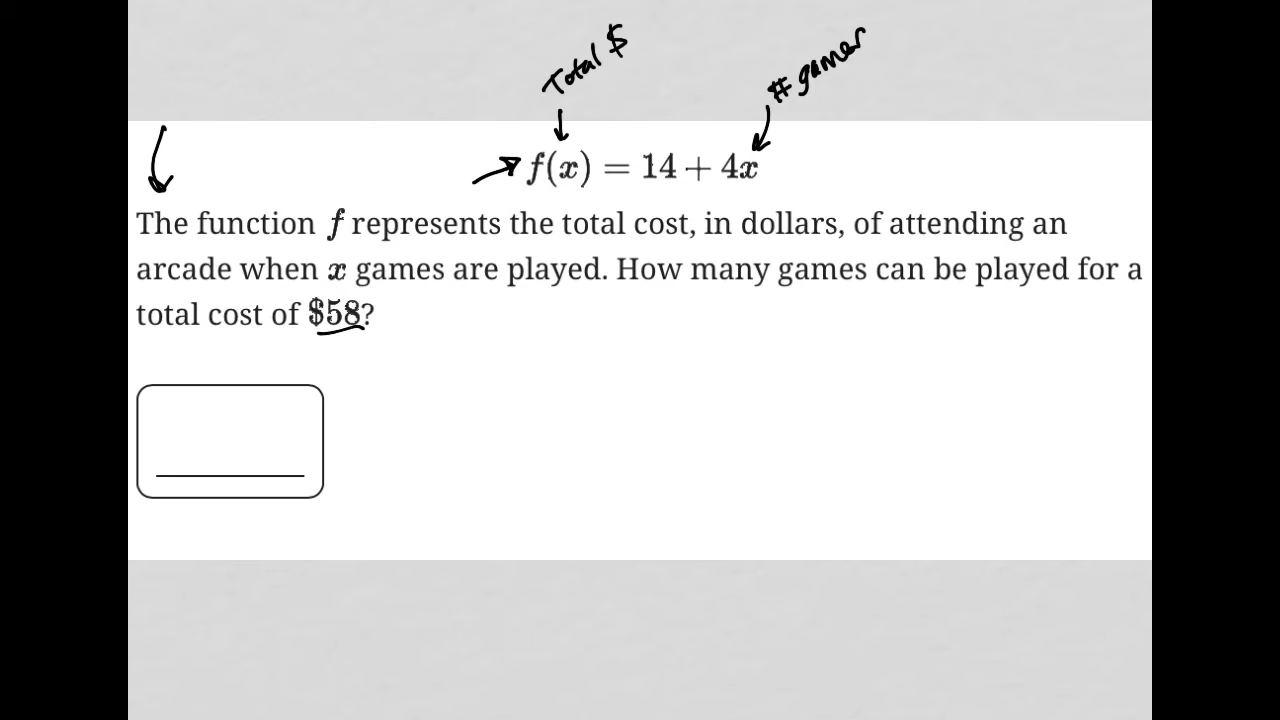 Total $
# games
f(x) = 14 + 4x
The function f represents the total cost, in dollars, of attending an
arcade when x games are played. How many games can be played for a
total cost of $58?